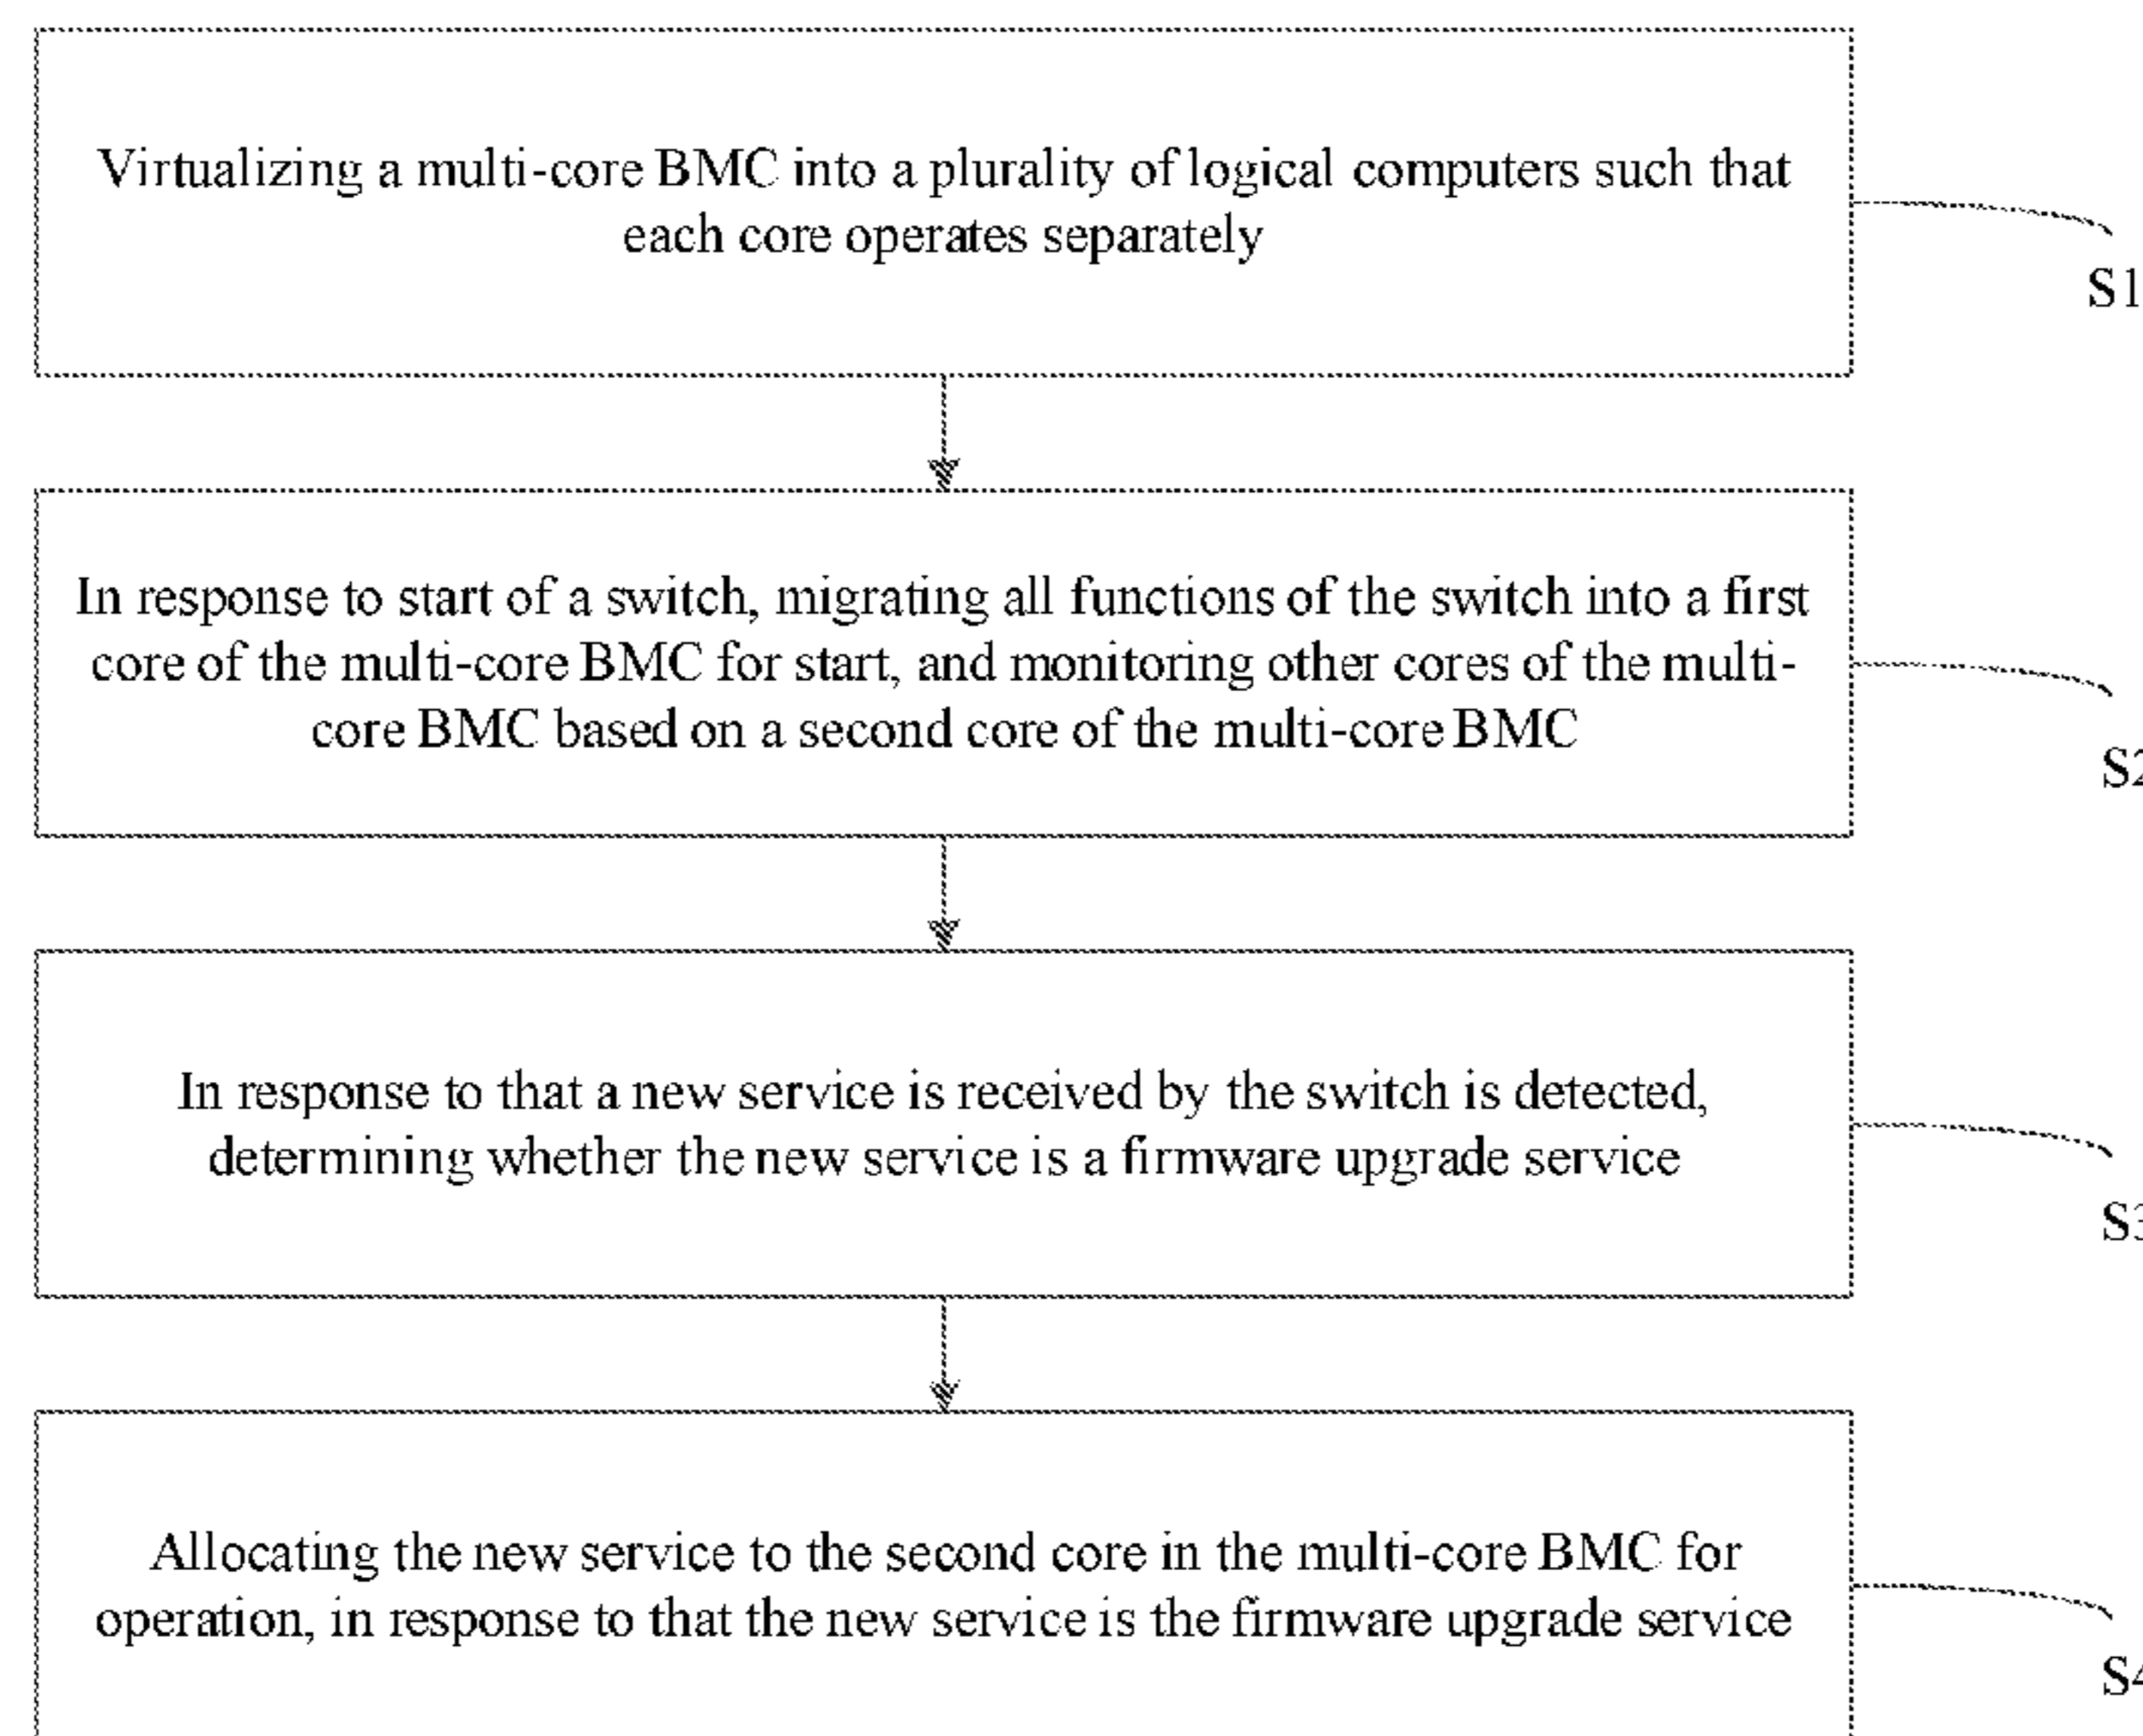 Virtualizing a multi-core BMC into a plurality of logical computers such that
each core operates separately
S1
In response to start of a switch, migrating all functions of the switch into a first
core of the multi-core BMC for start, and monitoring other cores of the multi-
core BMC based on a second core of the multi-core BMC
S2
In response to that a new service is received by the switch is detected,
determining whether the new service is a firmware upgrade service
S3
Allocating the new service to the second core in the multi-core BMC for
operation, in response to that the new service is the firmware upgrade service
S4